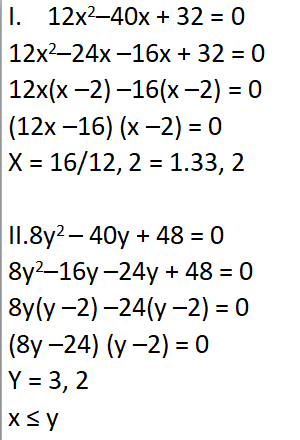 I. 12x²–40x + 32 = 0
12x²–24x –16x + 32 = 0
12x(x –2) –16(x –2) = 0
(12x –16) (x –2) = 0
X = 16/12, 2 = 1.33, 2
II.8y² – 40y + 48 = 0
8y²–16y –24y + 48 = 0
8y(y –2) –24(y –2) = 0
(8y –24) (y –2) = 0
Y = 3, 2
x ≤ y